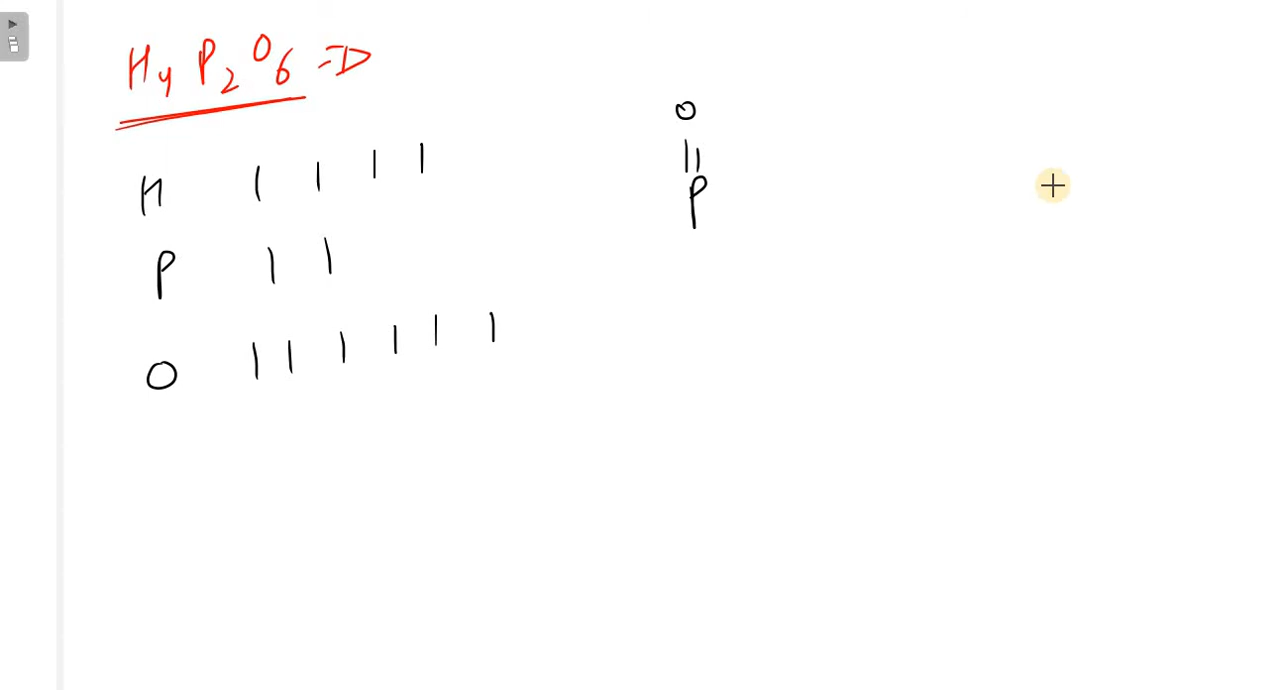 H4 P2 O6 ⇒
H | | | |
P | |
O | | | | | |
O
||
P